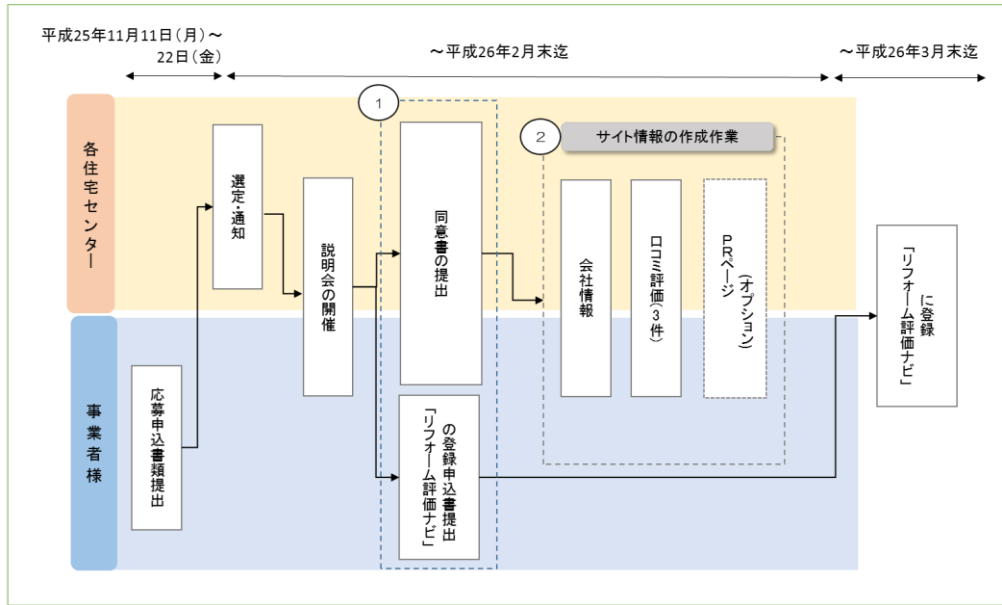 平成25年11月11日(月)～
22日(金)
～平成26年2月末迄
～平成26年3月末迄
各住宅センター
事業者様
応募申込書類提出
選定・通知
説明会の開催
1
同意書の提出
「リフォーム評価ナビ」
の登録申込書提出
2
サイト情報の作成作業
会社情報
口コミ評価(3件)
PRページ
(オプション)
「リフォーム評価ナビ」
に登録